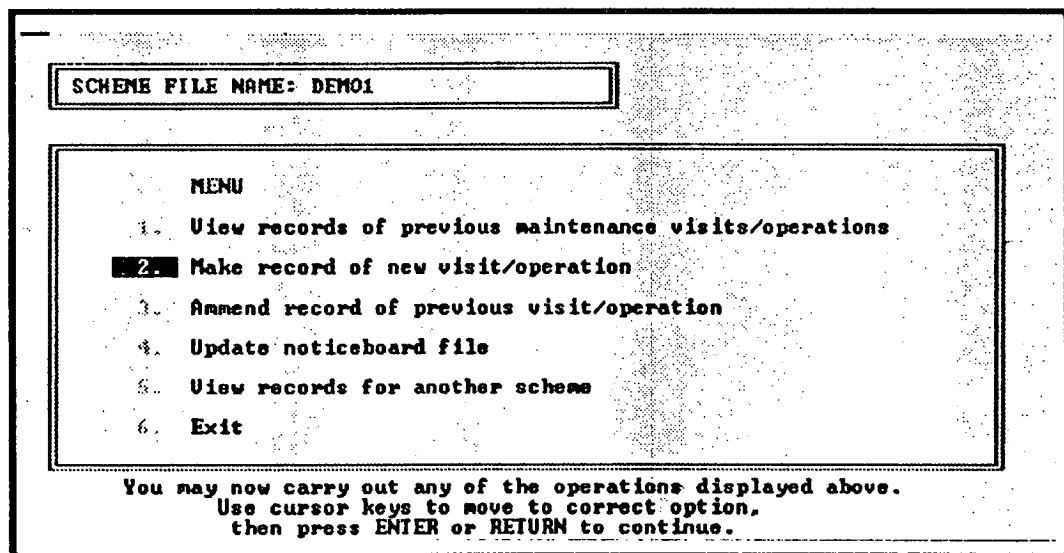 SCHEME FILE NAME: DEMO1
MENU
1. View records of previous maintenance visits/operations
2. Make record of new visit/operation
3. Ammend record of previous visit/operation
4. Update noticeboard file
5. View records for another scheme
6. Exit
You may now carry out any of the operations displayed above.
Use cursor keys to move to correct option,
then press ENTER or RETURN to continue.